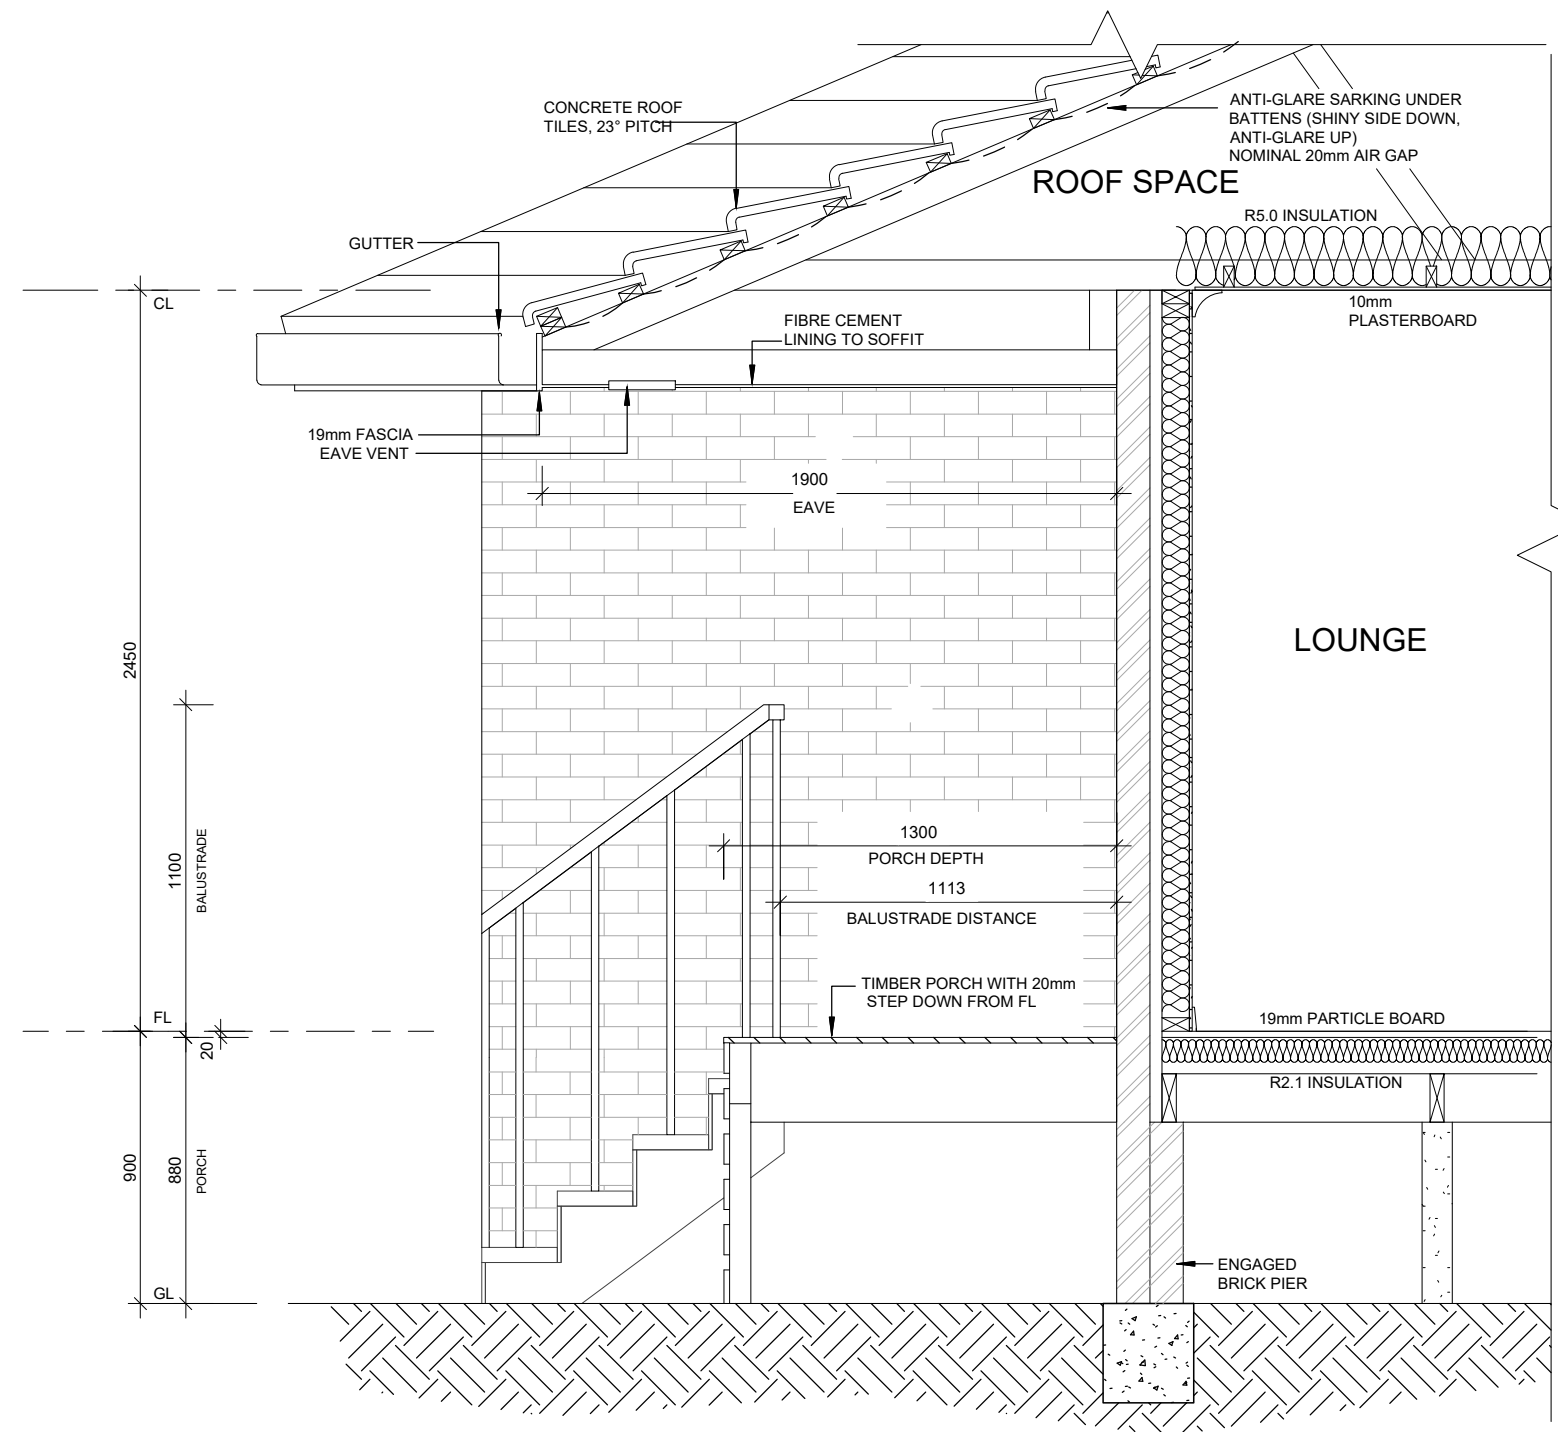 CONCRETE ROOF
TILES, 23° PITCH
ANTI-GLARE SARKING UNDER
BATTENS (SHINY SIDE DOWN,
ANTI-GLARE UP)
NOMINAL 20mm AIR GAP
ROOF SPACE
R5.0 INSULATION
GUTTER
CL
10mm
PLASTERBOARD
FIBRE CEMENT
LINING TO SOFFIT
19mm FASCIA
EAVE VENT
1900
EAVE
2450
LOUNGE
1100
BALUSTRADE
1300
PORCH DEPTH
1113
BALUSTRADE DISTANCE
TIMBER PORCH WITH 20mm
STEP DOWN FROM FL
FL
20
19mm PARTICLE BOARD
R2.1 INSULATION
900
880
PORCH
ENGAGED
BRICK PIER
GL